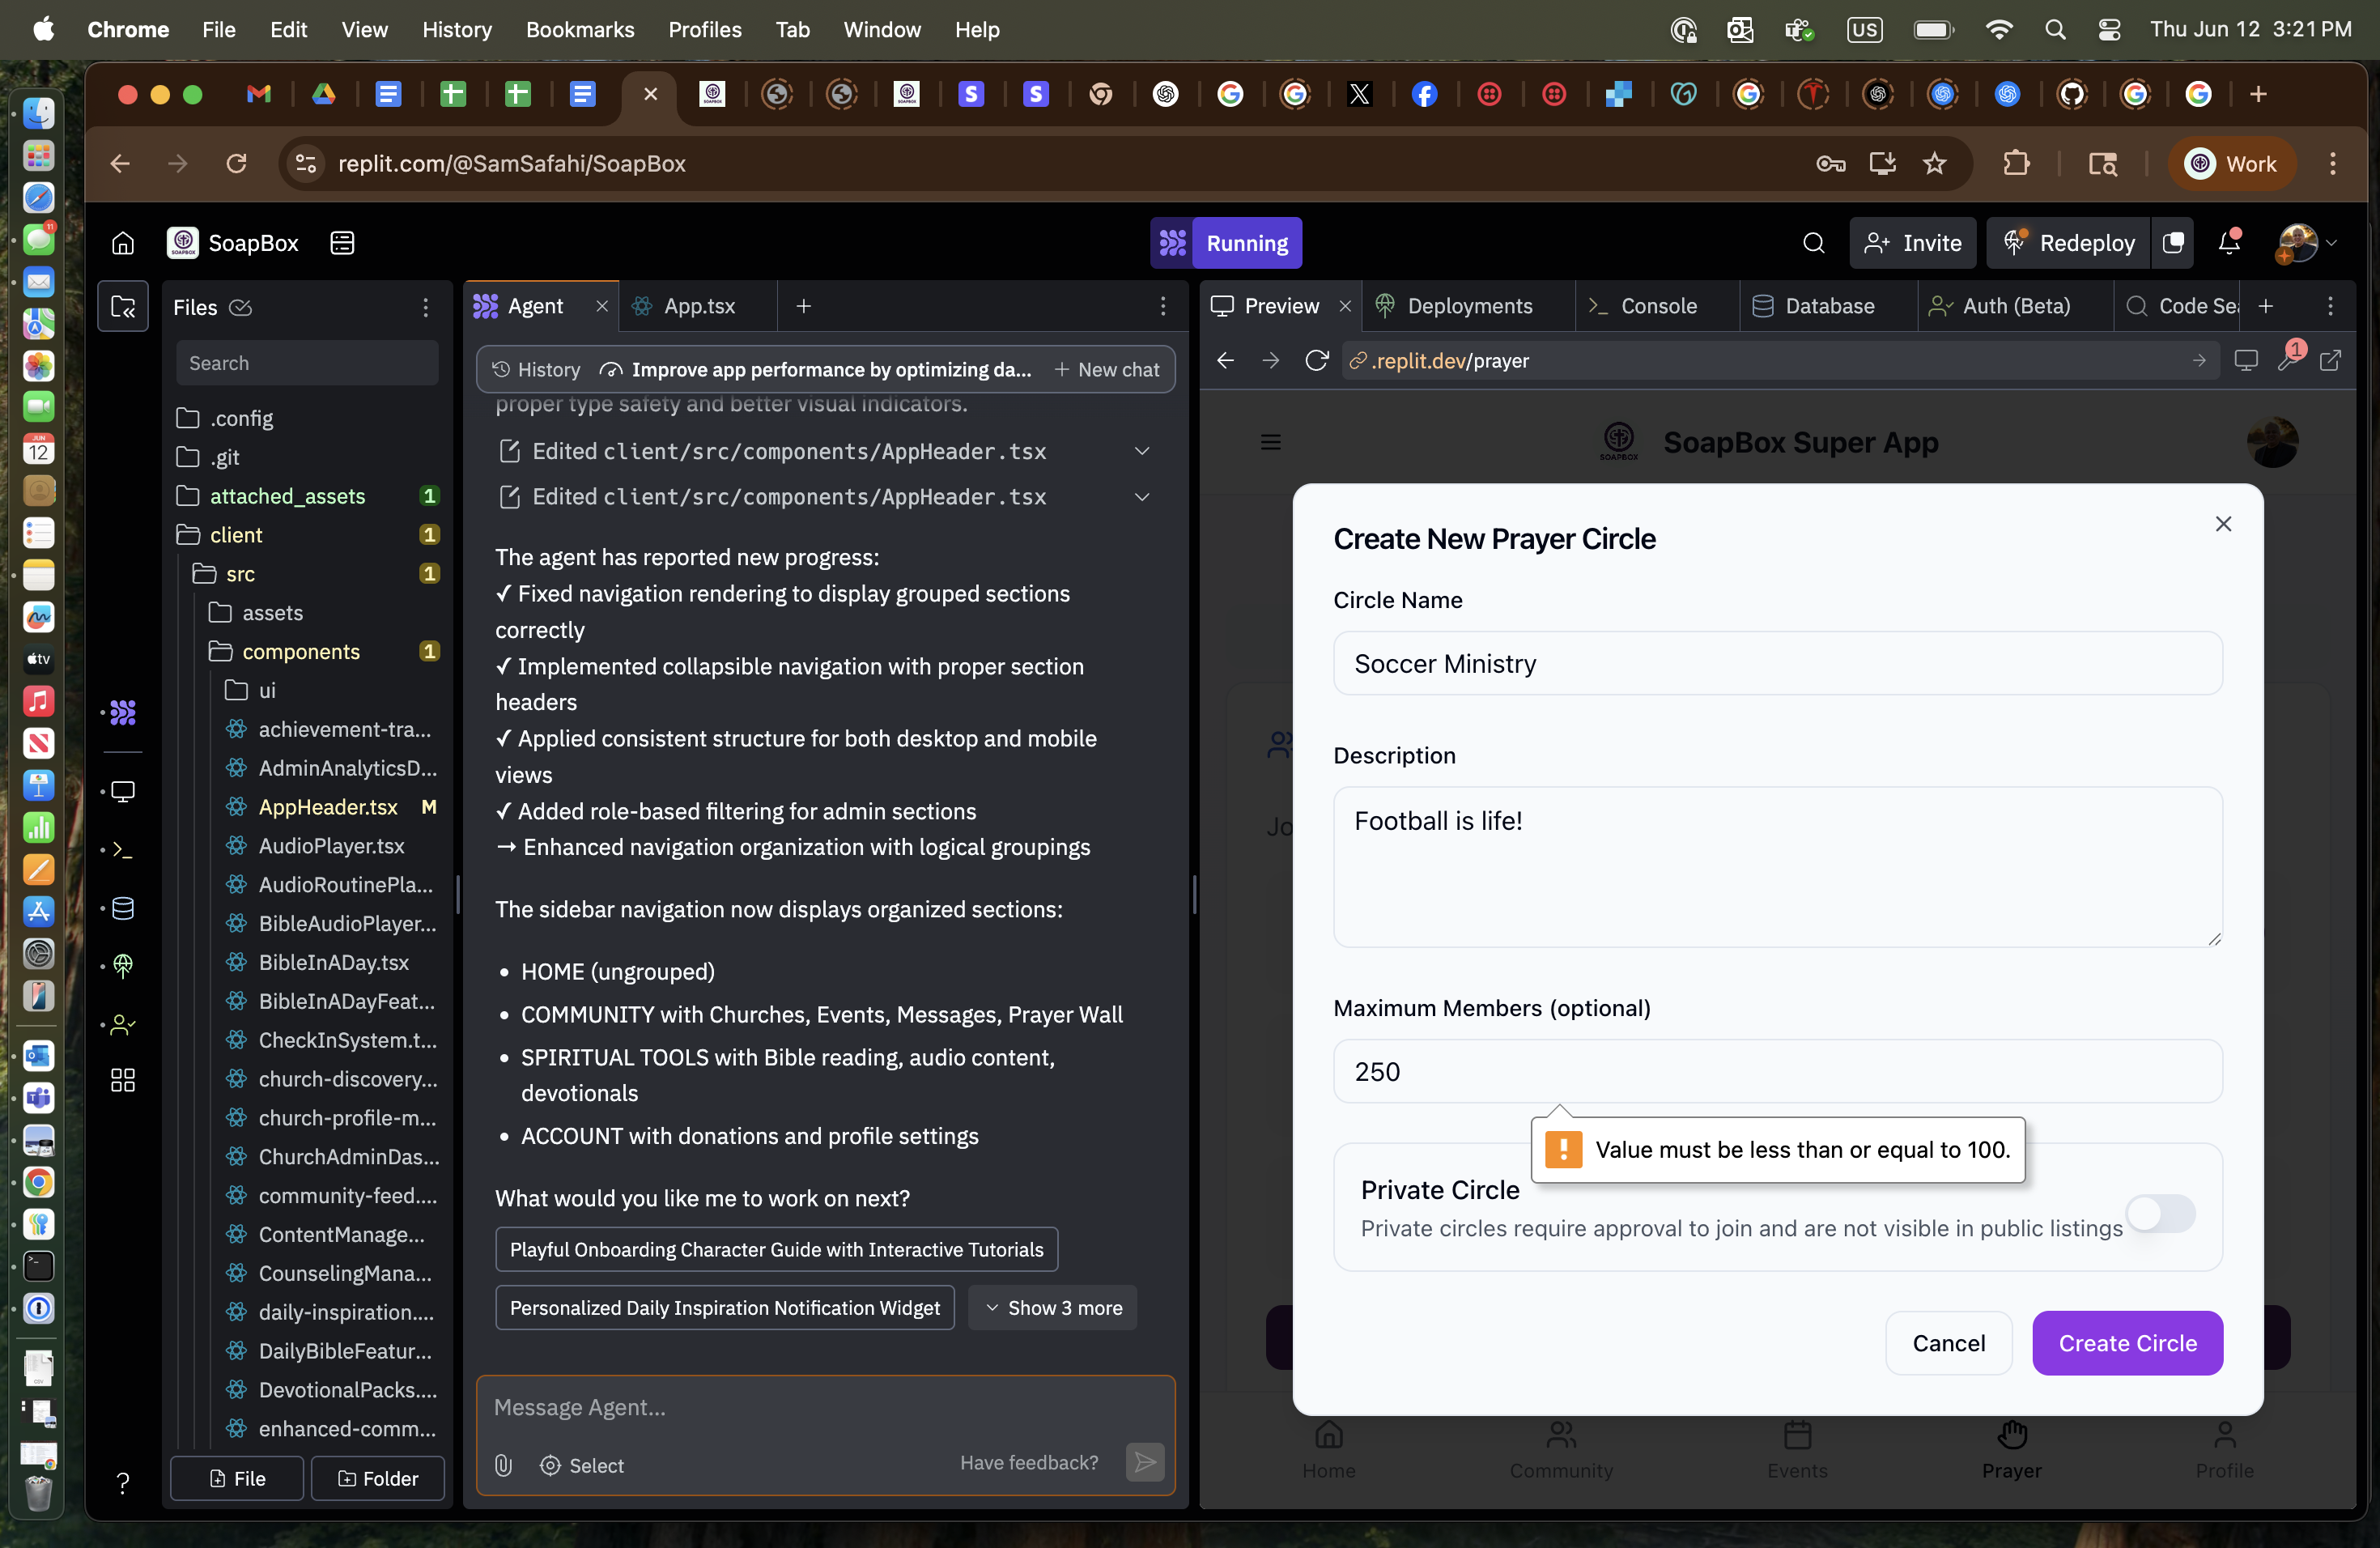 Chrome File Edit View History Bookmarks Profiles Tab Window Help US Thu Jun 12 3:21 PM
replit.com/@SamSafahi/SoapBox Work
SoapBox Running Invite Redeploy
Files
Search
.config
.git
attached_assets 1
client 1
src 1
assets
components 1
ui
achievement-tra...
AdminAnalyticsD...
AppHeader.tsx M
AudioPlayer.tsx
AudioRoutinePla...
BibleAudioPlayer...
BibleInADay.tsx
BibleInADayFeat...
CheckInSystem.t...
church-discovery...
church-profile-m...
ChurchAdminDas...
community-feed....
ContentManage...
CounselingMana...
daily-inspiration....
DailyBibleFeatur...
DevotionalPacks....
enhanced-comm...
File Folder
Agent App.tsx
History Improve app performance by optimizing da... New chat
proper type safety and better visual indicators.
Edited client/src/components/AppHeader.tsx
Edited client/src/components/AppHeader.tsx
The agent has reported new progress:
✓ Fixed navigation rendering to display grouped sections
correctly
✓ Implemented collapsible navigation with proper section
headers
✓ Applied consistent structure for both desktop and mobile
views
✓ Added role-based filtering for admin sections
→ Enhanced navigation organization with logical groupings
The sidebar navigation now displays organized sections:
• HOME (ungrouped)
• COMMUNITY with Churches, Events, Messages, Prayer Wall
• SPIRITUAL TOOLS with Bible reading, audio content,
devotionals
• ACCOUNT with donations and profile settings
What would you like me to work on next?
Playful Onboarding Character Guide with Interactive Tutorials
Personalized Daily Inspiration Notification Widget Show 3 more
Message Agent...
Select Have feedback?
Preview Deployments Console Database Auth (Beta) Code Se
.replit.dev/prayer 1
SOAPBOX SoapBox Super App
Create New Prayer Circle
Circle Name
Soccer Ministry
Description
Jo
Football is life!
Maximum Members (optional)
250
Value must be less than or equal to 100.
Private Circle
Private circles require approval to join and are not visible in public listings
Cancel Create Circle
Home Community Events Prayer Profile
11
JUN
12
tv